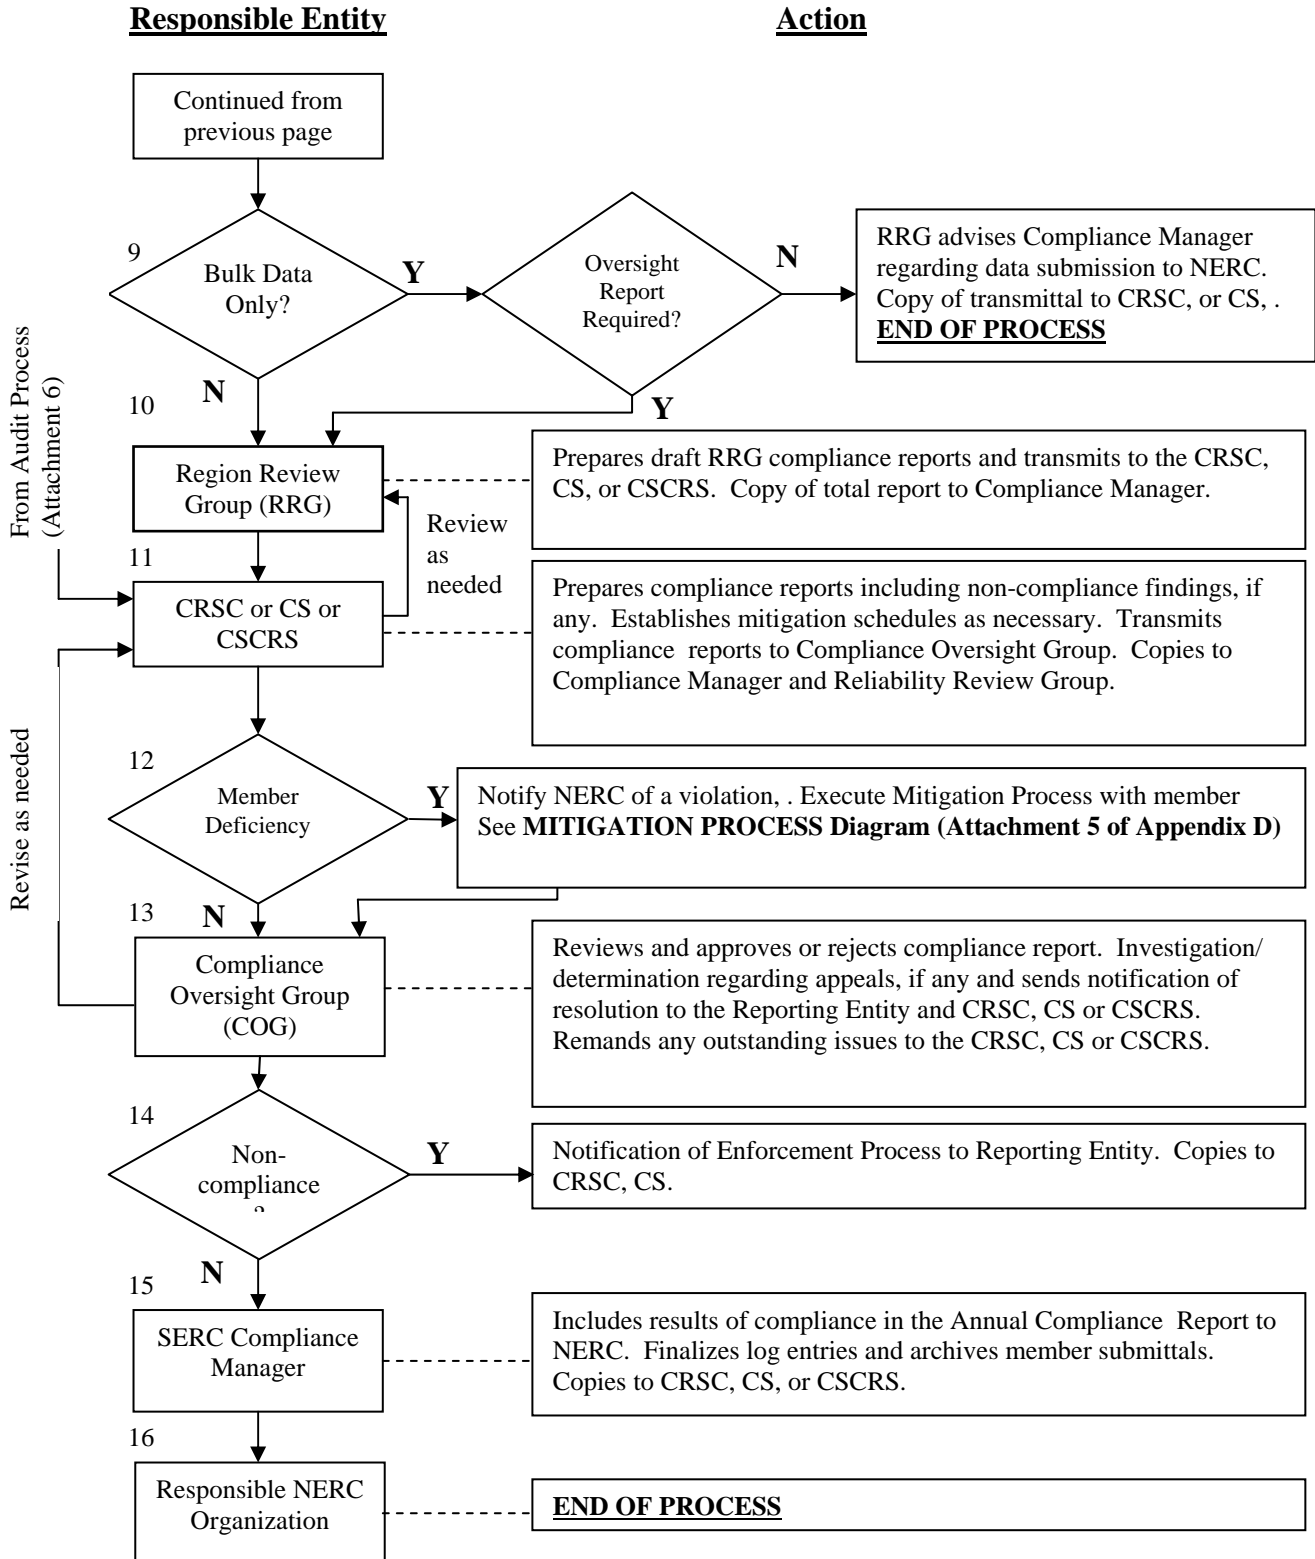 Responsible Entity
Action
Continued from
previous page
9
Bulk Data
Only?
Y
Oversight
Report
Required?
N
RRG advises Compliance Manager
regarding data submission to NERC.
Copy of transmittal to CRSC, or CS, .
END OF PROCESS
From Audit Process
(Attachment 6)
N
Y
10
Region Review
Group (RRG)
Prepares draft RRG compliance reports and transmits to the CRSC,
CS, or CSCRS.  Copy of total report to Compliance Manager.
Review
as
needed
11
CRSC or CS or
CSCRS
Prepares compliance reports including non-compliance findings, if
any.  Establishes mitigation schedules as necessary.  Transmits
compliance  reports to Compliance Oversight Group.  Copies to
Compliance Manager and Reliability Review Group.
Revise as needed
12
Member
Deficiency
Y
Notify NERC of a violation, . Execute Mitigation Process with member
See MITIGATION PROCESS Diagram (Attachment 5 of Appendix D)
N
13
Compliance
Oversight Group
(COG)
Reviews and approves or rejects compliance report.  Investigation/
determination regarding appeals, if any and sends notification of
resolution to the Reporting Entity and CRSC, CS or CSCRS.
Remands any outstanding issues to the CRSC, CS or CSCRS.
14
Non-
compliance
?
Y
Notification of Enforcement Process to Reporting Entity.  Copies to
CRSC, CS.
N
15
SERC Compliance
Manager
Includes results of compliance in the Annual Compliance  Report to
NERC.  Finalizes log entries and archives member submittals.
Copies to CRSC, CS, or CSCRS.
16
Responsible NERC
Organization
END OF PROCESS